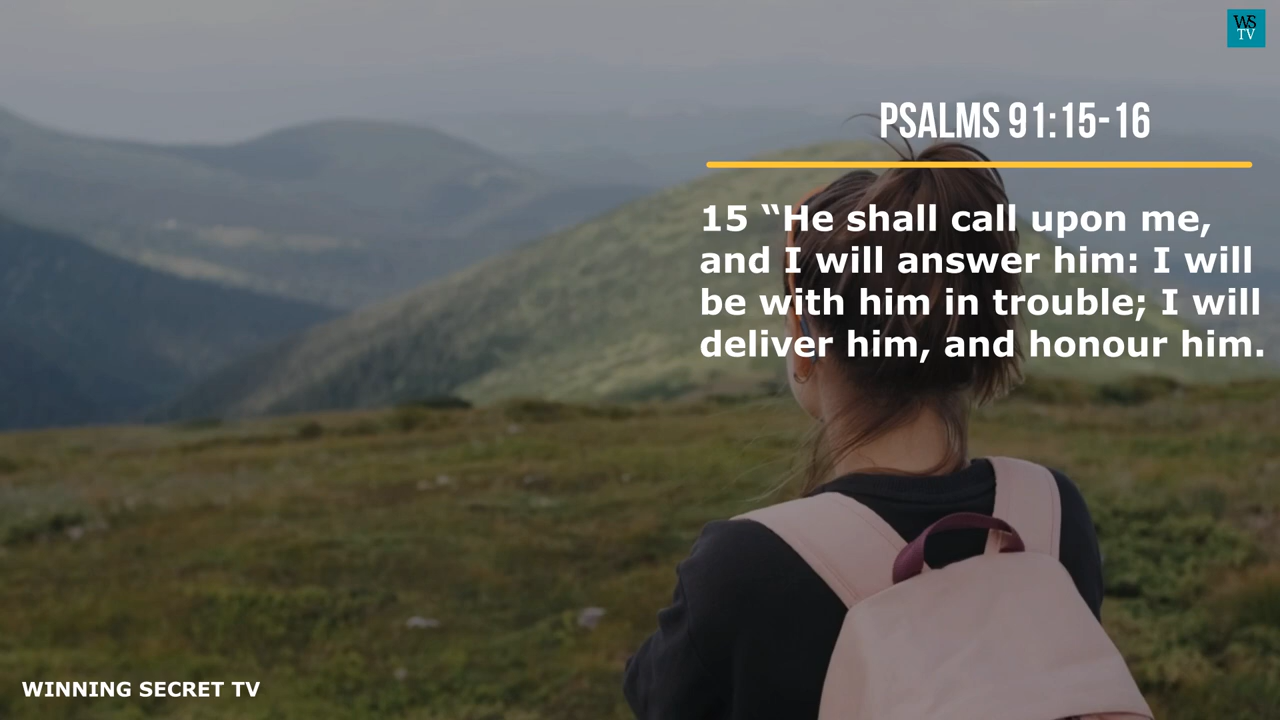 WS
TV
PSALMS 91:15-16
15 “He shall call upon me,
and I will answer him: I will
be with him in trouble; I will
deliver him, and honour him.
WINNING SECRET TV